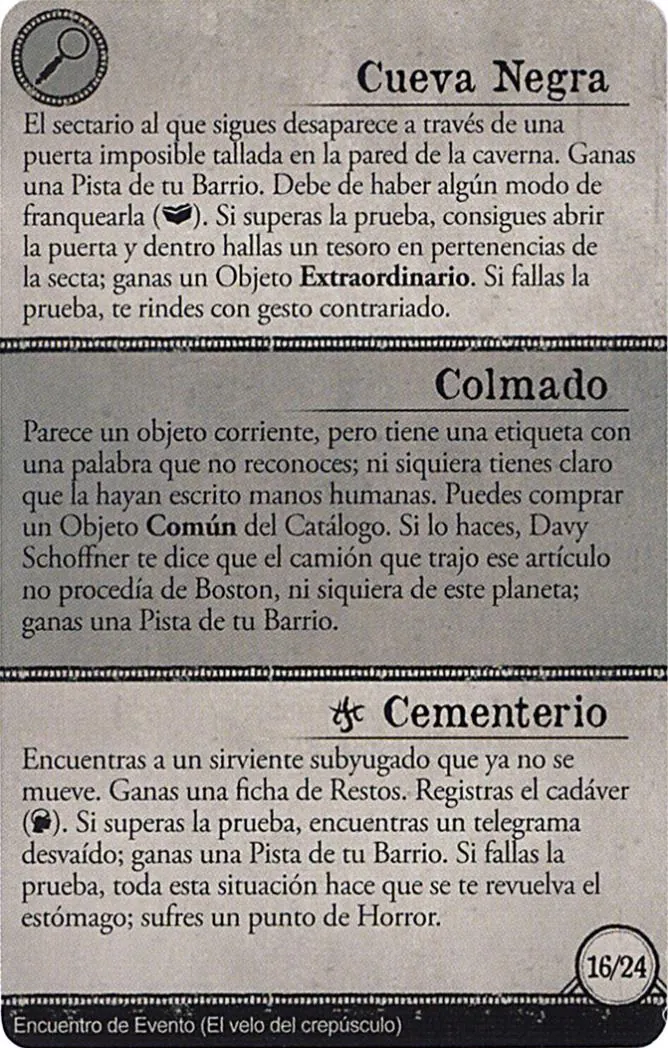 Cueva Negra
El sectario al que sigues desaparece a través de una
puerta imposible tallada en la pared de la caverna. Ganas
una Pista de tu Barrio. Debe de haber algún modo de
franquearla (). Si superas la prueba, consigues abrir
la puerta y dentro hallas un tesoro en pertenencias de
la secta; ganas un Objeto Extraordinario. Si fallas la
prueba, te rindes con gesto contrariado.
Colmado
Parece un objeto corriente, pero tiene una etiqueta con
una palabra que no reconoces; ni siquiera tienes claro
que la hayan escrito manos humanas. Puedes comprar
un Objeto Común del Catálogo. Si lo haces, Davy
Schoffner te dice que el camión que trajo ese artículo
no procedía de Boston, ni siquiera de este planeta;
ganas una Pista de tu Barrio.
Cementerio
Encuentras a un sirviente subyugado que ya no se
mueve. Ganas una ficha de Restos. Registras el cadáver
(). Si superas la prueba, encuentras un telegrama
desvaído; ganas una Pista de tu Barrio. Si fallas la
prueba, toda esta situación hace que se te revuelva el
estómago; sufres un punto de Horror.
16/24
Encuentro de Evento (El velo del crepúsculo)